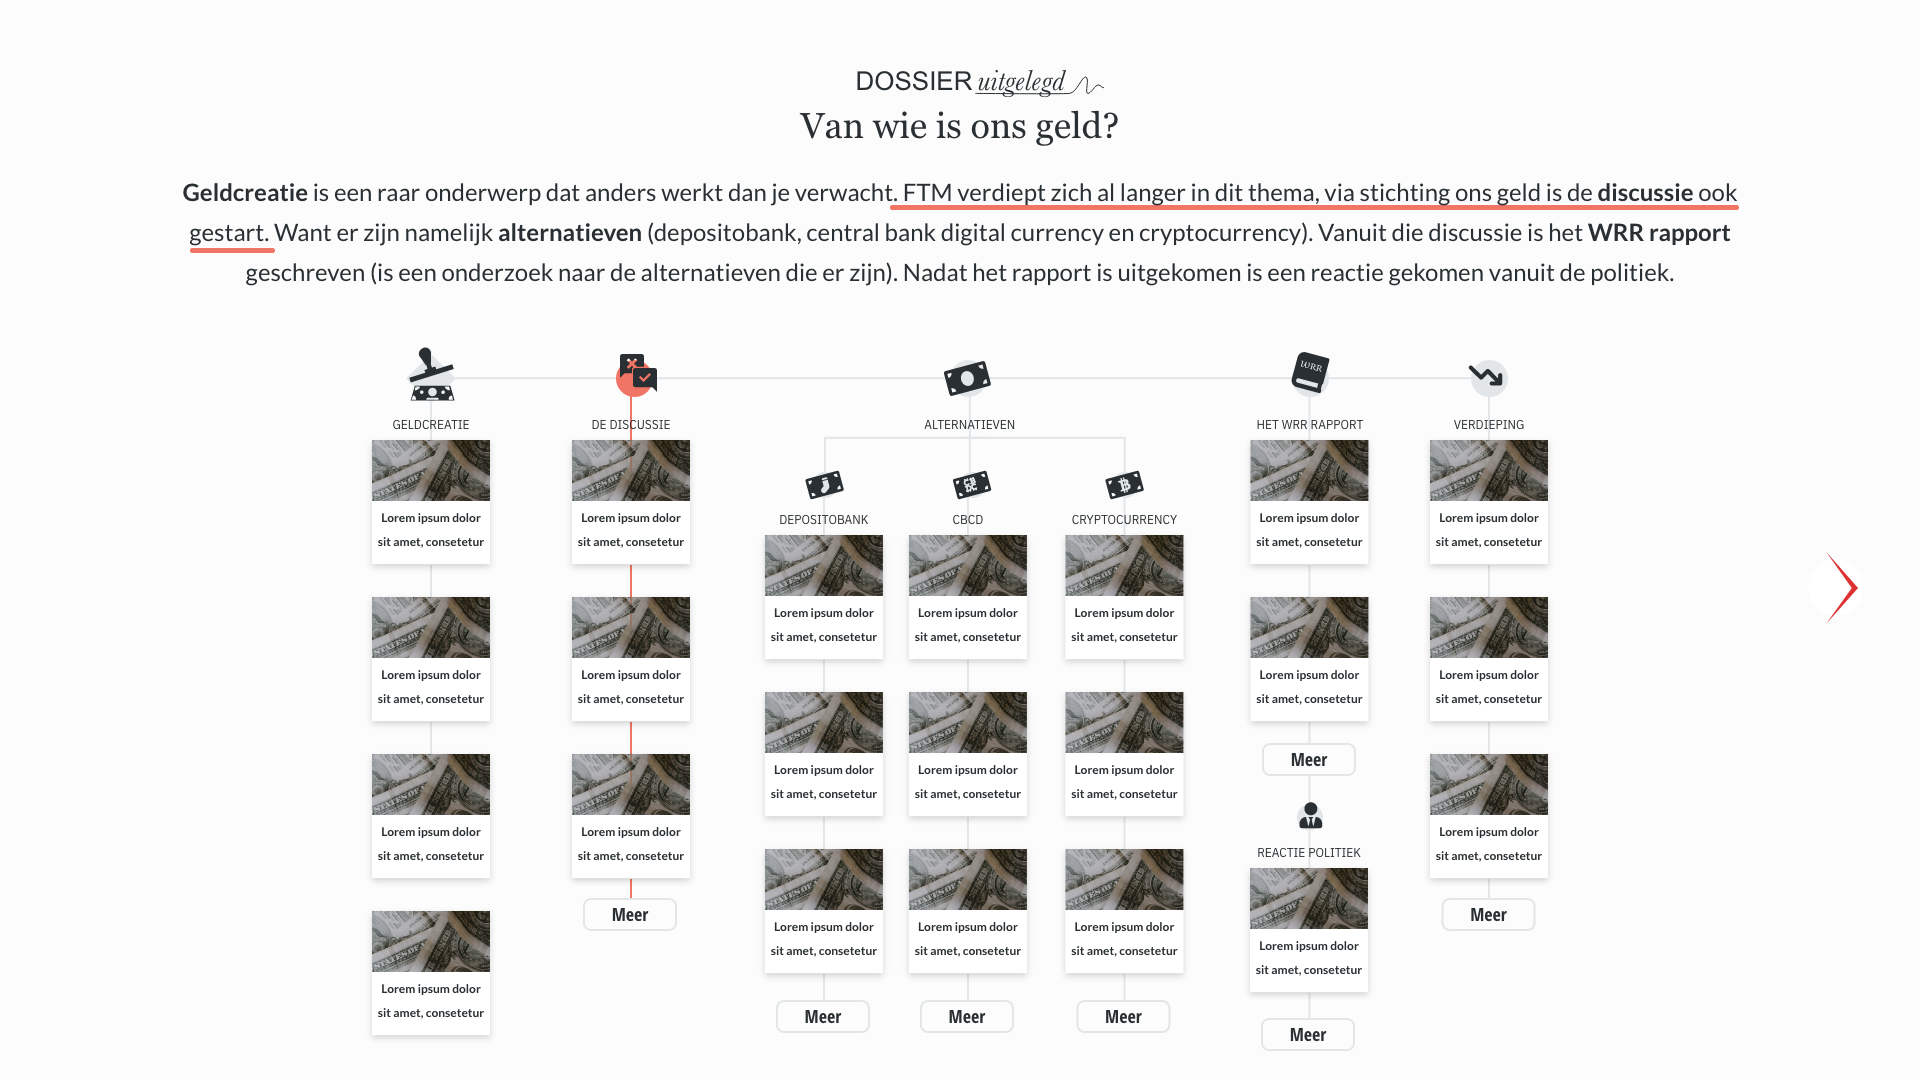 DOSSIER uitgelegd
Van wie is ons geld?
Geldcreatie is een raar onderwerp dat anders werkt dan je verwacht. FTM verdiept zich al langer in dit thema, via stichting ons geld is de discussie ook
gestart. Want er zijn namelijk alternatieven (depositobank, central bank digital currency en cryptocurrency). Vanuit die discussie is het WRR rapport
geschreven (is een onderzoek naar de alternatieven die er zijn). Nadat het rapport is uitgekomen is een reactie gekomen vanuit de politiek.
GELDCREATIE
Lorem ipsum dolor
sit amet, consetetur
Lorem ipsum dolor
sit amet, consetetur
Lorem ipsum dolor
sit amet, consetetur
Lorem ipsum dolor
sit amet, consetetur
DE DISCUSSIE
Lorem ipsum dolor
sit amet, consetetur
Lorem ipsum dolor
sit amet, consetetur
Lorem ipsum dolor
sit amet, consetetur
Meer
ALTERNATIEVEN
DEPOSITOBANK
Lorem ipsum dolor
sit amet, consetetur
Lorem ipsum dolor
sit amet, consetetur
Lorem ipsum dolor
sit amet, consetetur
Meer
CBCD
Lorem ipsum dolor
sit amet, consetetur
Lorem ipsum dolor
sit amet, consetetur
Lorem ipsum dolor
sit amet, consetetur
Meer
CRYPTOCURRENCY
Lorem ipsum dolor
sit amet, consetetur
Lorem ipsum dolor
sit amet, consetetur
Lorem ipsum dolor
sit amet, consetetur
Meer
WRR
HET WRR RAPPORT
Lorem ipsum dolor
sit amet, consetetur
Lorem ipsum dolor
sit amet, consetetur
Meer
REACTIE POLITIEK
Lorem ipsum dolor
sit amet, consetetur
Meer
VERDIEPING
Lorem ipsum dolor
sit amet, consetetur
Lorem ipsum dolor
sit amet, consetetur
Lorem ipsum dolor
sit amet, consetetur
Meer